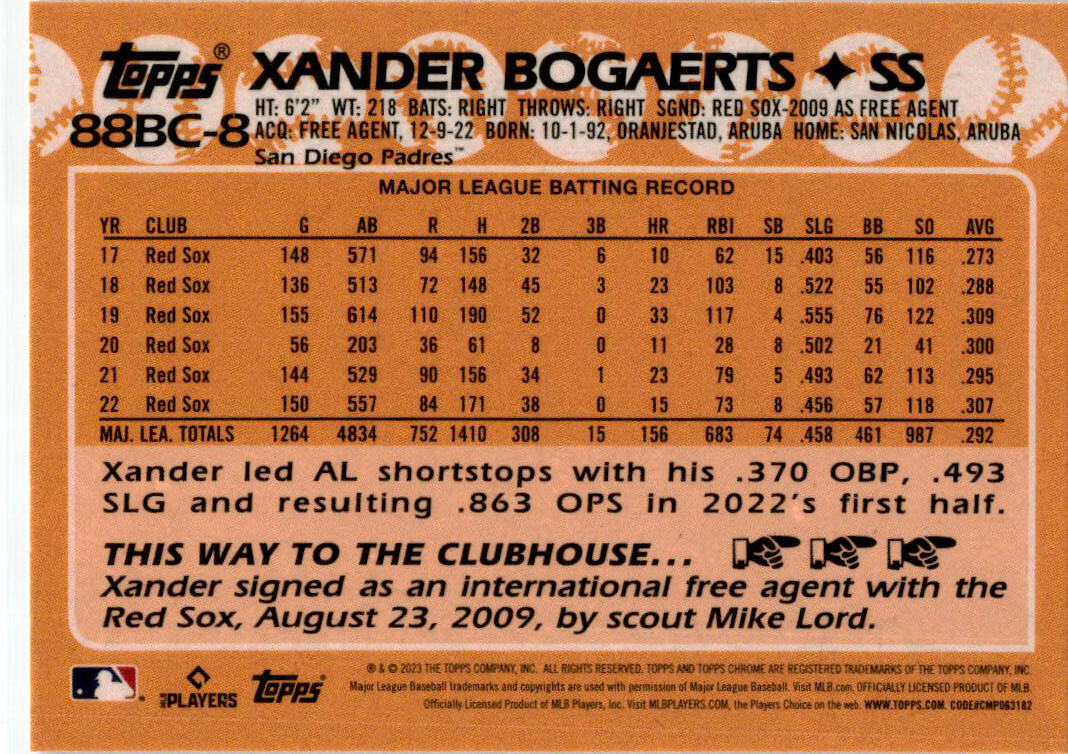 Topps® XANDER BOGAERTS ✦ SS
88BC-8
HT: 6'2" WT: 218 BATS: RIGHT THROWS: RIGHT SGND: RED SOX-2009 AS FREE AGENT
ACQ: FREE AGENT, 12-9-22 BORN: 10-1-92, ORANJESTAD, ARUBA HOME: SAN NICOLAS, ARUBA
San Diego Padres™
MAJOR LEAGUE BATTING RECORD
YR CLUB G AB R H 2B 3B HR RBI SB SLG BB SO AVG
17 Red Sox 148 571 94 156 32 6 10 62 15 .403 56 116 .273
18 Red Sox 136 513 72 148 45 3 23 103 8 .522 55 102 .288
19 Red Sox 155 614 110 190 52 0 33 117 4 .555 76 122 .309
20 Red Sox 56 203 36 61 8 0 11 28 8 .502 21 41 .300
21 Red Sox 144 529 90 156 34 1 23 79 5 .493 62 113 .295
22 Red Sox 150 557 84 171 38 0 15 73 8 .456 57 118 .307
MAJ. LEA. TOTALS 1264 4834 752 1410 308 15 156 683 74 .458 461 987 .292
Xander led AL shortstops with his .370 OBP, .493
SLG and resulting .863 OPS in 2022's first half.
THIS WAY TO THE CLUBHOUSE...
Xander signed as an international free agent with the
Red Sox, August 23, 2009, by scout Mike Lord.
MLB PLAYERS
Topps
® & © 2023 THE TOPPS COMPANY, INC. ALL RIGHTS RESERVED. TOPPS AND TOPPS CHROME ARE REGISTERED TRADEMARKS OF THE TOPPS COMPANY, INC.
Major League Baseball trademarks and copyrights are used with permission of Major League Baseball. Visit MLB.com. OFFICIALLY LICENSED PRODUCT OF MLB.
Officially Licensed Product of MLB Players, Inc. Visit MLBPLAYERS.COM, the Players Choice on the web. WWW.TOPPS.COM. CODE#CMP063182